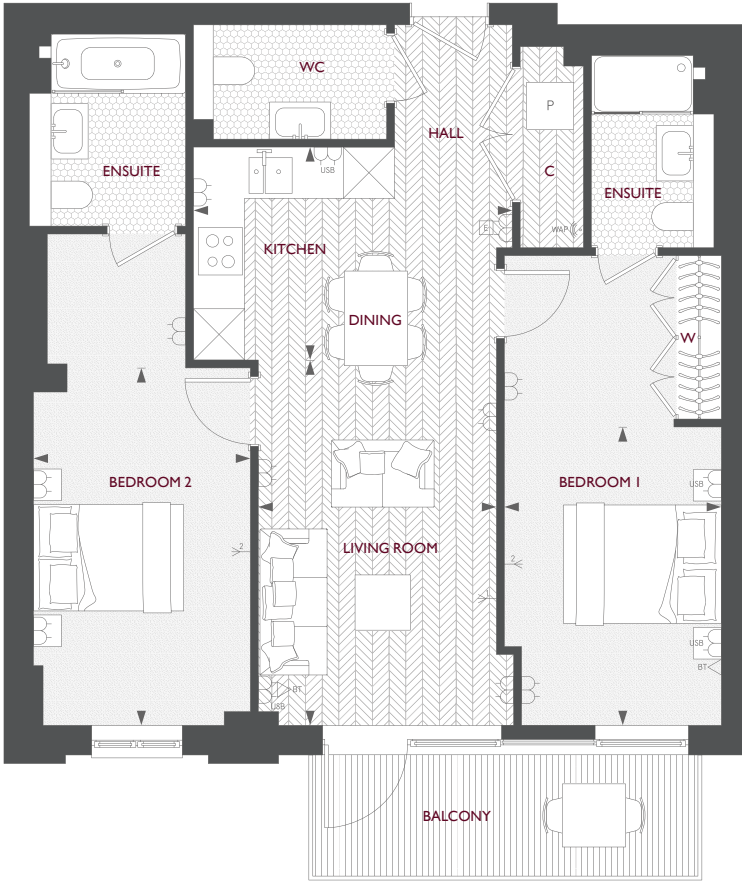 WC
HALL
P
C
USB
ENSUITE
ENSUITE
E
WAP
KITCHEN
DINING
W
BEDROOM 2
BEDROOM 1
USB
LIVING ROOM
2
2
USB
BT
BT
USB
BALCONY